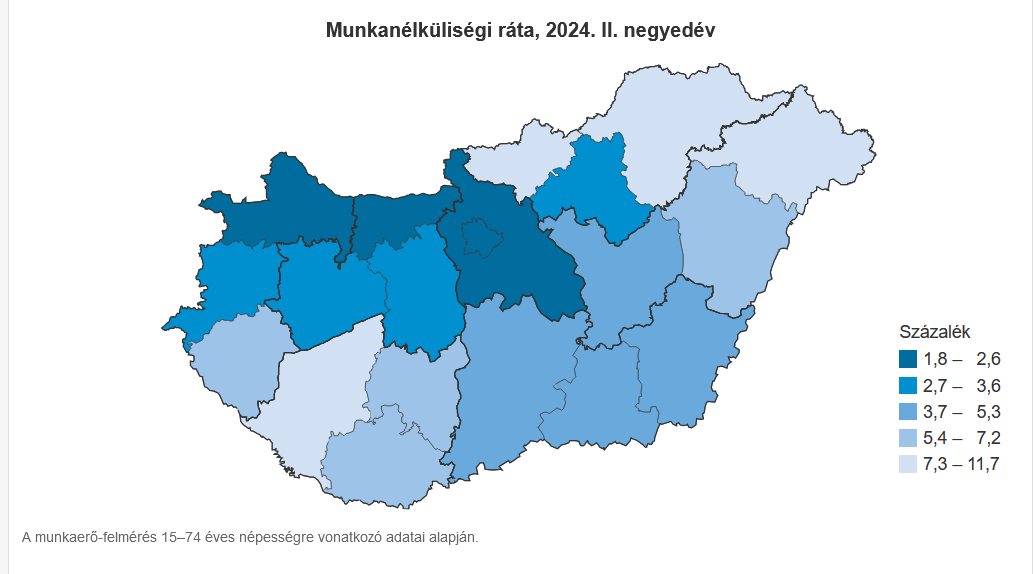 Munkanélküliségi ráta, 2024. II. negyedév
Százalék
1,8 – 2,6
2,7 – 3,6
3,7 – 5,3
5,4 – 7,2
7,3 – 11,7
A munkaerő-felmérés 15–74 éves népességre vonatkozó adatai alapján.